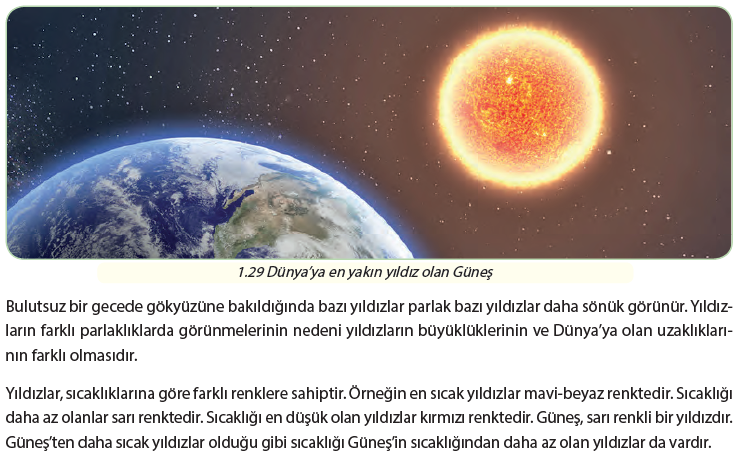 1.29 Dünya'ya en yakın yıldız olan Güneş
Bulutsuz bir gecede gökyüzüne bakıldığında bazı yıldızlar parlak bazı yıldızlar daha sönük görünür. Yıldız-
ların farklı parlaklıklarda görünmelerinin nedeni yıldızların büyüklüklerinin ve Dünya'ya olan uzaklıkları-
nın farklı olmasıdır.
Yıldızlar, sıcaklıklarına göre farklı renklere sahiptir. Örneğin en sıcak yıldızlar mavi-beyaz renktedir. Sıcaklığı
daha az olanlar sarı renktedir. Sıcaklığı en düşük olan yıldızlar kırmızı renktedir. Güneş, sarı renkli bir yıldızdır.
Güneş'ten daha sıcak yıldızlar olduğu gibi sıcaklığı Güneş'in sıcaklığından daha az olan yıldızlar da vardır.